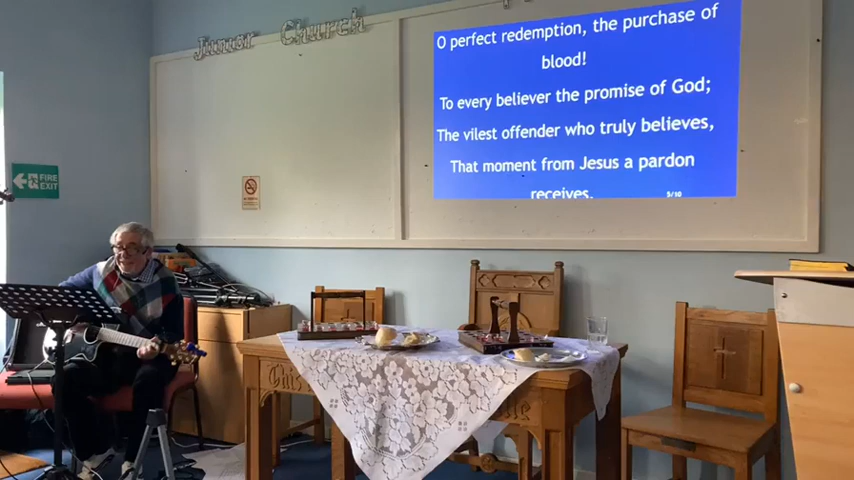 Junior Church
O perfect redemption, the purchase of
blood!
To every believer the promise of God;
The vilest offender who truly believes,
That moment from Jesus a pardon
receives.
5/10
FIRE
EXIT
This